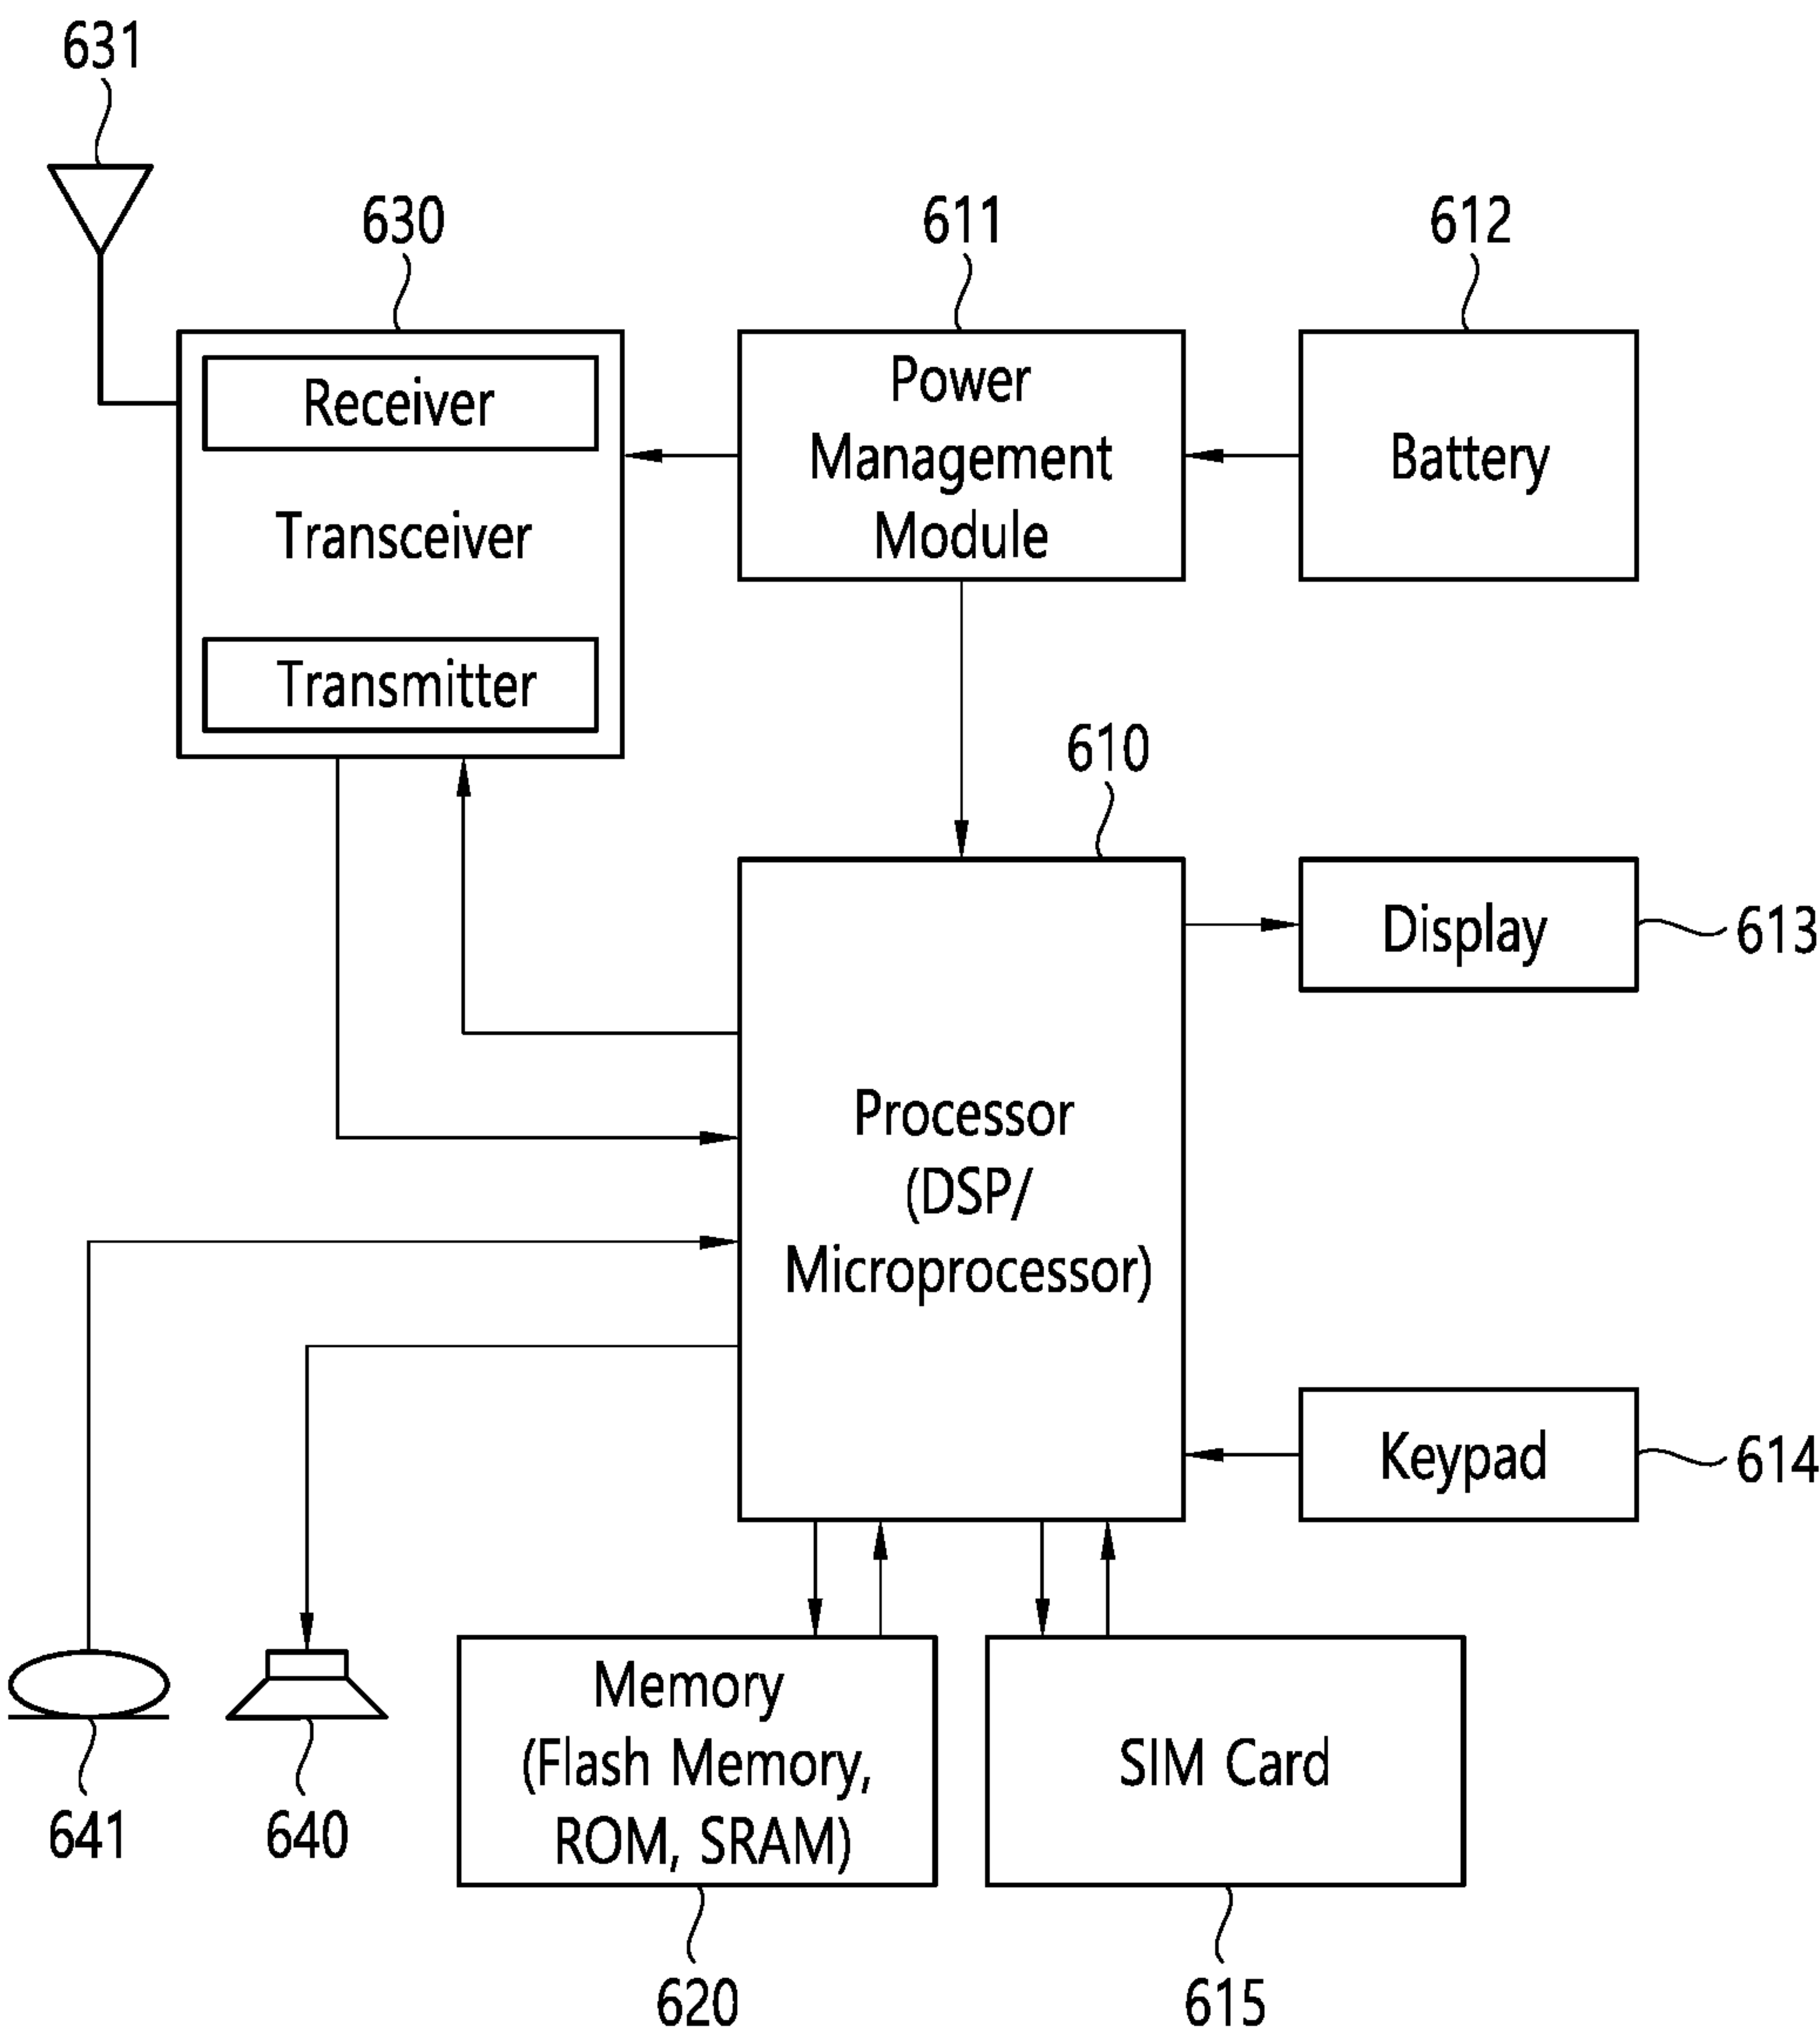 631
630
611
612
Receiver
Transceiver
Transmitter
Power
Management
Module
Battery
610
Display
613
Processor
(DSP/
Microprocessor)
Keypad
614
Memory
(Flash Memory,
ROM, SRAM)
SIM Card
641
640
620
615